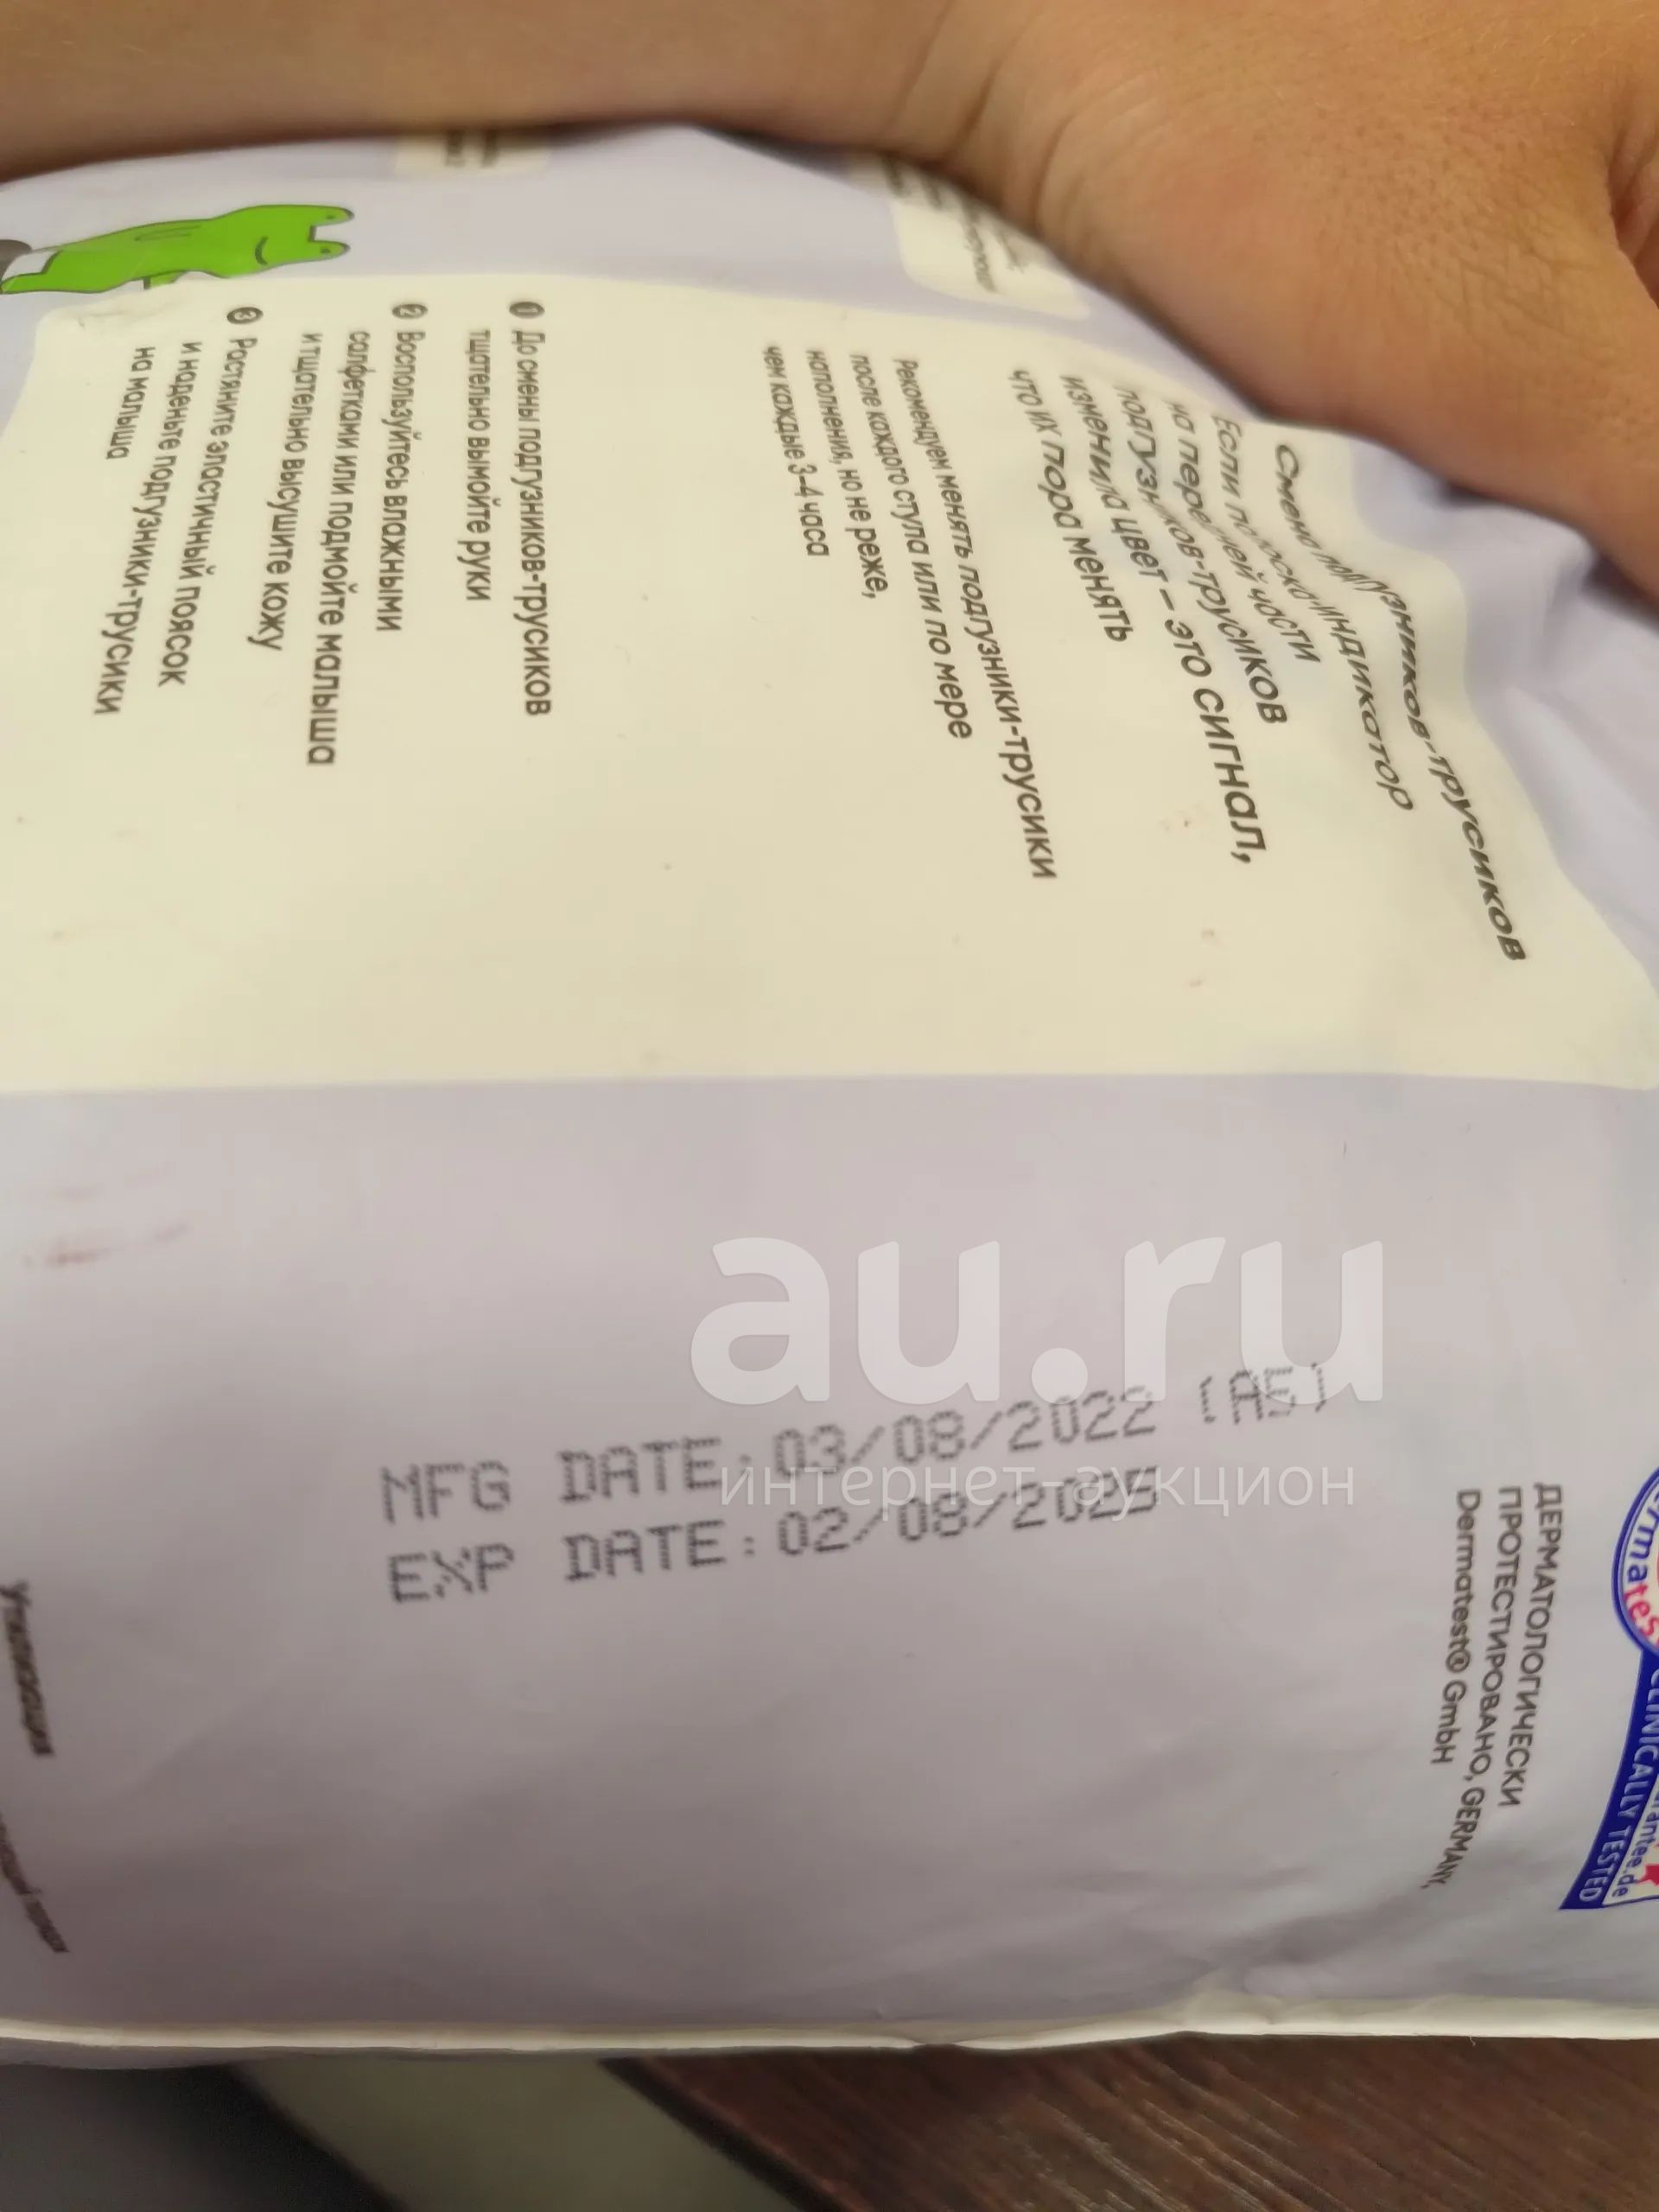 Смена подгузников-трусиков
Если полоска-индикатор
на передней части
подгузников-трусиков
изменила цвет – это сигнал,
что их пора менять
Рекомендуем менять подгузники-трусики
после каждого стула или по мере
наполнения, но не реже,
чем каждые 3-4 часа
1 До смены подгузников-трусиков
тщательно вымойте руки
2 Воспользуйтесь влажными
салфетками или подмойте малыша
и тщательно высушите кожу
3 Растяните эластичный поясок
и наденьте подгузники-трусики
на малыша
au.ru
интернет-аукцион
MFG DATE:03/08/2022
EXP DATE:02/08/2025
ДЕРМАТОЛОГИЧЕСКИ
ПРОТЕСТИРОВАНО, GERMANY,
Dermatest® GmbH
CLINICALLY TESTED
Утилизация